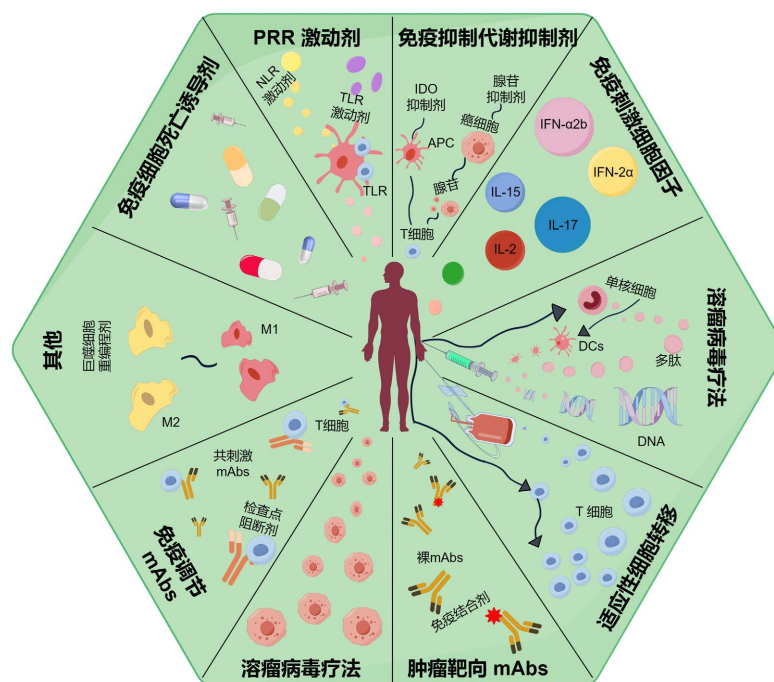 PRR 激动剂
NLR
激动剂
TLR
激动剂
TLR
免疫抑制代谢抑制剂
IDO
抑制剂
腺苷
抑制剂
癌细胞
APC
腺苷
T细胞
免疫刺激细胞因子
IFN-α2b
IFN-2α
IL-15
IL-17
IL-2
溶瘤病毒疗法
单核细胞
DCs
多肽
DNA
适应性细胞转移
T 细胞
肿瘤靶向 mAbs
裸mAbs
免疫结合剂
溶瘤病毒疗法
免疫调节
mAbs
T细胞
共刺激
mAbs
检查点
阻断剂
其他
巨噬细胞
重编程剂
M1
M2
免疫细胞死亡诱导剂